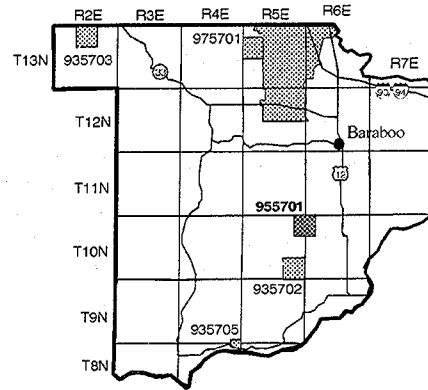 R2E R3E R4E R5E R6E
R7E
T13N
935703
975701
33
90 94
T12N
Baraboo
12
T11N
955701
T10N
935702
T9N
935705
T8N